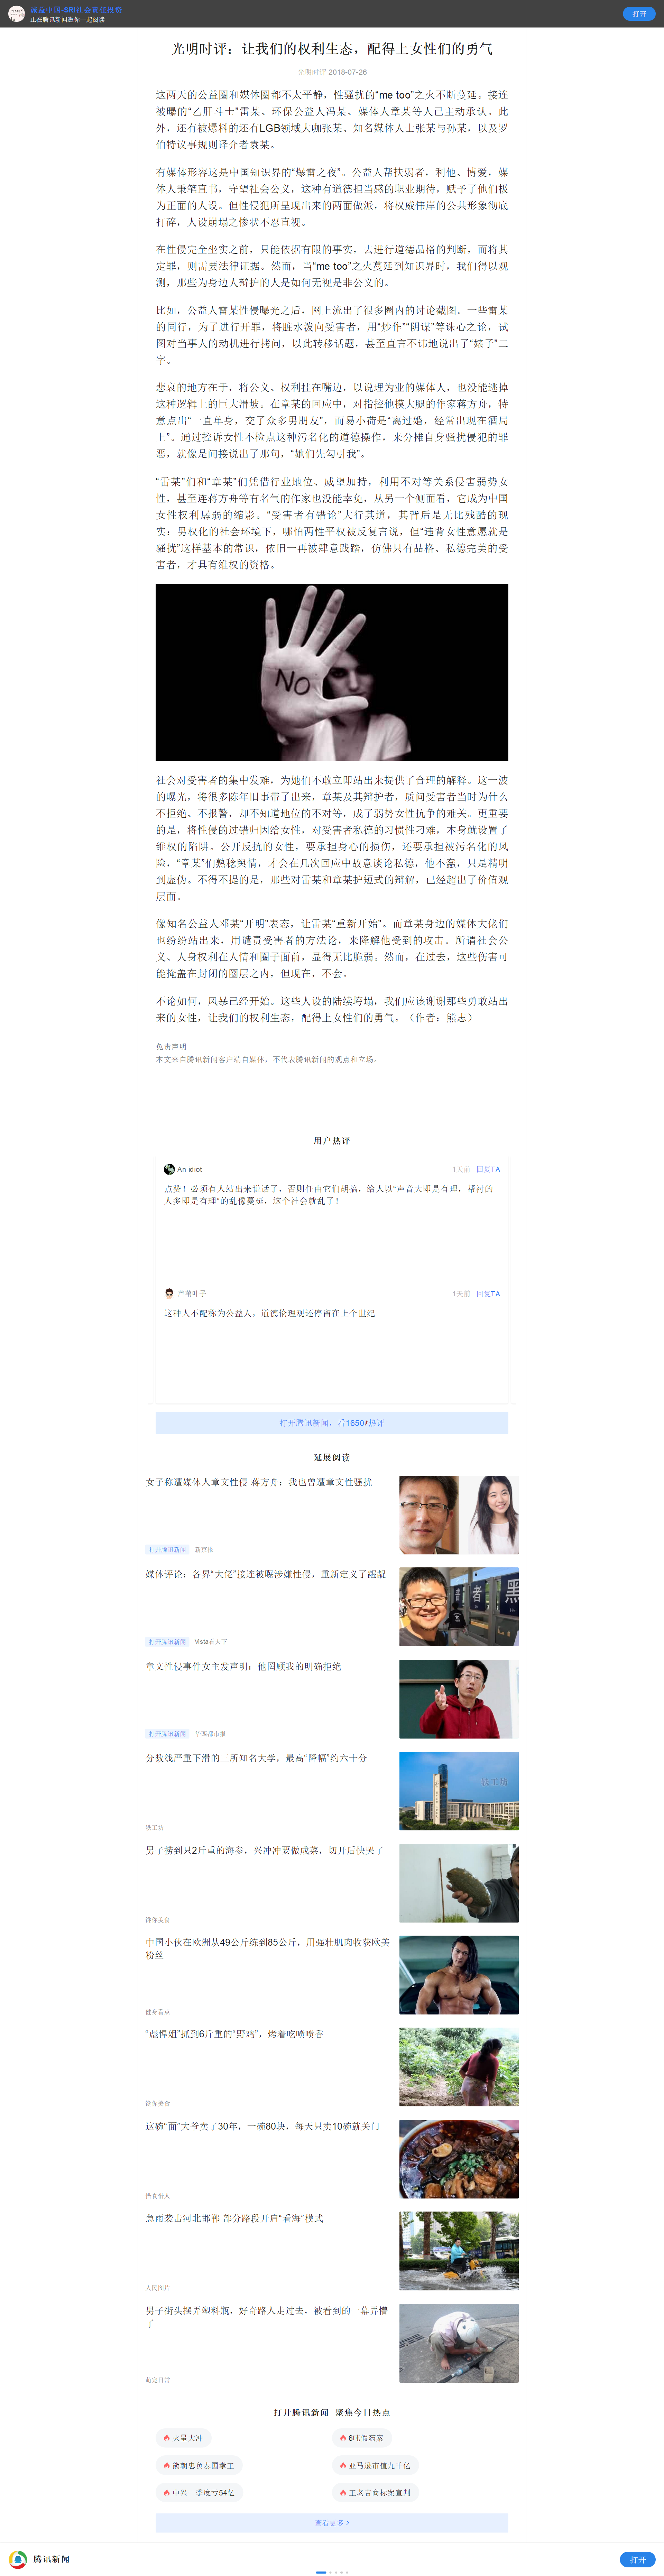 诚益中国-SRI社会责任投资
正在腾讯新闻邀你一起阅读
打开
光明时评：让我们的权利生态，配得上女性们的勇气
光明时评 2018-07-26
这两天的公益圈和媒体圈都不太平静，性骚扰的“me too”之火不断蔓延。接连
被曝的“乙肝斗士”雷某、环保公益人冯某、媒体人章某等人已主动承认。此
外，还有被爆料的还有LGB领域大咖张某、知名媒体人士张某与孙某，以及罗
伯特议事规则译介者袁某。
有媒体形容这是中国知识界的“爆雷之夜”。公益人帮扶弱者，利他、博爱，媒
体人秉笔直书，守望社会公义，这种有道德担当感的职业期待，赋予了他们极
为正面的人设。但性侵犯所呈现出来的两面做派，将权威伟岸的公共形象彻底
打碎，人设崩塌之惨状不忍直视。
在性侵完全坐实之前，只能依据有限的事实，去进行道德品格的判断，而将其
定罪，则需要法律证据。然而，当“me too”之火蔓延到知识界时，我们得以观
测，那些为身边人辩护的人是如何无视是非公义的。
比如，公益人雷某性侵曝光之后，网上流出了很多圈内的讨论截图。一些雷某
的同行，为了进行开罪，将脏水泼向受害者，用“炒作”“阴谋”等诛心之论，试
图对当事人的动机进行拷问，以此转移话题，甚至直言不讳地说出了“婊子”二
字。
悲哀的地方在于，将公义、权利挂在嘴边，以说理为业的媒体人，也没能逃掉
这种逻辑上的巨大滑坡。在章某的回应中，对指控他摸大腿的作家蒋方舟，特
意点出“一直单身，交了众多男朋友”，而易小荷是“离过婚，经常出现在酒局
上”。通过控诉女性不检点这种污名化的道德操作，来分摊自身骚扰侵犯的罪
恶，就像是间接说出了那句，“她们先勾引我”。
“雷某”们和“章某”们凭借行业地位、威望加持，利用不对等关系侵害弱势女
性，甚至连蒋方舟等有名气的作家也没能幸免，从另一个侧面看，它成为中国
女性权利孱弱的缩影。“受害者有错论”大行其道，其背后是无比残酷的现
实：男权化的社会环境下，哪怕两性平权被反复言说，但“违背女性意愿就是
骚扰”这样基本的常识，依旧一再被肆意践踏，仿佛只有品格、私德完美的受
害者，才具有维权的资格。
NO
社会对受害者的集中发难，为她们不敢立即站出来提供了合理的解释。这一波
的曝光，将很多陈年旧事带了出来，章某及其辩护者，质问受害者当时为什么
不拒绝、不报警，却不知道地位的不对等，成了弱势女性抗争的难关。更重要
的是，将性侵的过错归因给女性，对受害者私德的习惯性刁难，本身就设置了
维权的陷阱。公开反抗的女性，要承担身心的损伤，还要承担被污名化的风
险，“章某”们熟稔舆情，才会在几次回应中故意谈论私德，他不蠢，只是精明
到虚伪。不得不提的是，那些对雷某和章某护短式的辩解，已经超出了价值观
层面。
像知名公益人邓某“开明”表态，让雷某“重新开始”。而章某身边的媒体大佬们
也纷纷站出来，用谴责受害者的方法论，来降解他受到的攻击。所谓社会公
义、人身权利在人情和圈子面前，显得无比脆弱。然而，在过去，这些伤害可
能掩盖在封闭的圈层之内，但现在，不会。
不论如何，风暴已经开始。这些人设的陆续垮塌，我们应该谢谢那些勇敢站出
来的女性，让我们的权利生态，配得上女性们的勇气。（作者：熊志）
免责声明
本文来自腾讯新闻客户端自媒体，不代表腾讯新闻的观点和立场。
用户热评
An idiot
1天前 回复TA
点赞！必须有人站出来说话了，否则任由它们胡搞，给人以“声音大即是有理，帮衬的
人多即是有理”的乱像蔓延，这个社会就乱了！
芦苇叶子
1天前 回复TA
这种人不配称为公益人，道德伦理观还停留在上个世纪
打开腾讯新闻，看1650热评
延展阅读
女子称遭媒体人章文性侵 蒋方舟：我也曾遭章文性骚扰
打开腾讯新闻 新京报
媒体评论：各界“大佬”接连被曝涉嫌性侵，重新定义了龌龊
者 黑
打开腾讯新闻 Vista看天下
章文性侵事件女主发声明：他罔顾我的明确拒绝
打开腾讯新闻 华西都市报
分数线严重下滑的三所知名大学，最高“降幅”约六十分
铁工坊
男子捞到只2斤重的海参，兴冲冲要做成菜，切开后快哭了
馋你美食
中国小伙在欧洲从49公斤练到85公斤，用强壮肌肉收获欧美
粉丝
健身看点
“彪悍姐”抓到6斤重的“野鸡”，烤着吃喷喷香
馋你美食
这碗“面”大爷卖了30年，一碗80块，每天只卖10碗就关门
悟食悟人
急雨袭击河北邯郸 部分路段开启“看海”模式
人民图片
男子街头摆弄塑料瓶，好奇路人走过去，被看到的一幕弄懵
了
萌宠日常
打开腾讯新闻 聚焦今日热点
火星大冲
6吨假药案
熊朝忠负泰国拳王
亚马逊市值九千亿
中兴一季度亏54亿
王老吉商标案宣判
查看更多 >
腾讯新闻
打开